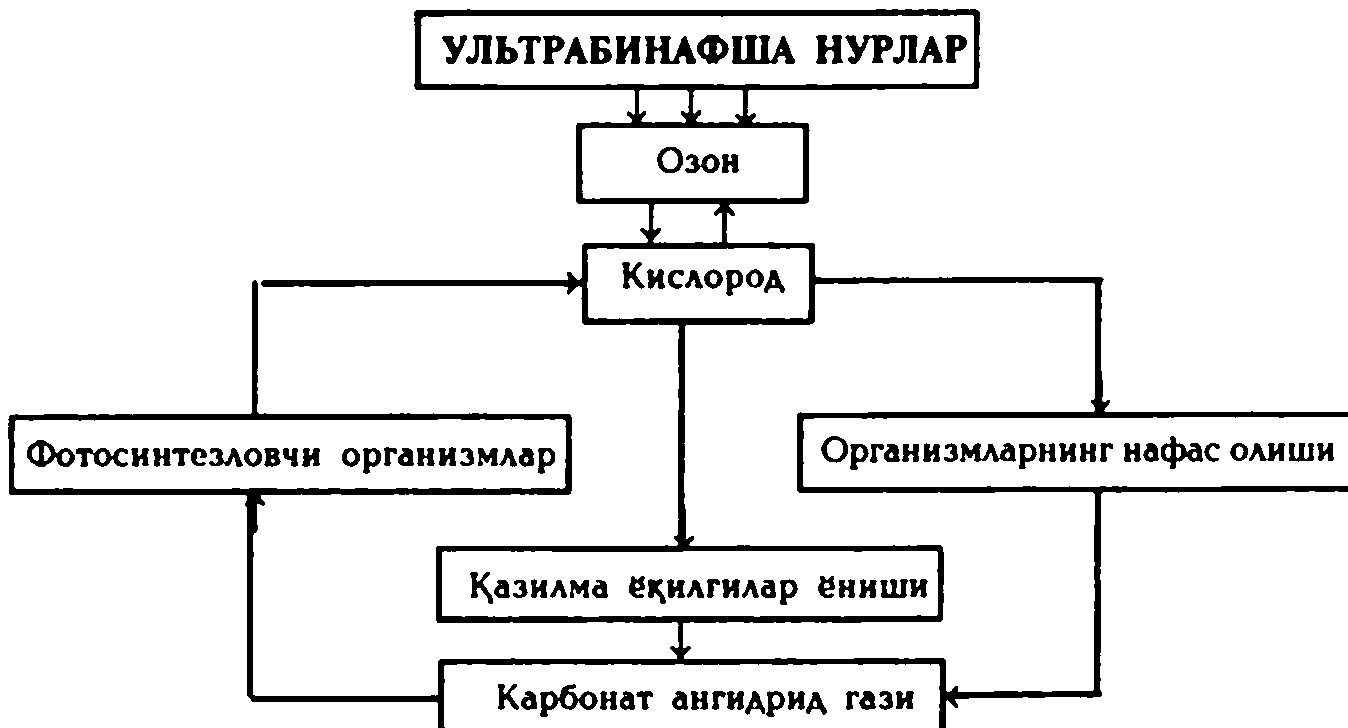 УЛЬТРАБИНАФША НУРЛАР
Озон
Кислород
Фотосинтезловчи организмлар
Организмларнинг нафас олиши
Қазилма ёқилгилар ёниши
Карбонат ангидрид гази